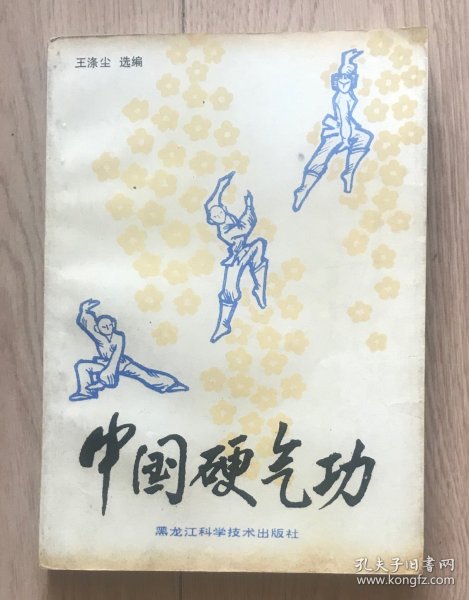 王涤尘 选编
中国硬气功
黑龙江科学技术出版社
孔夫子旧书网
www.kongfz.com